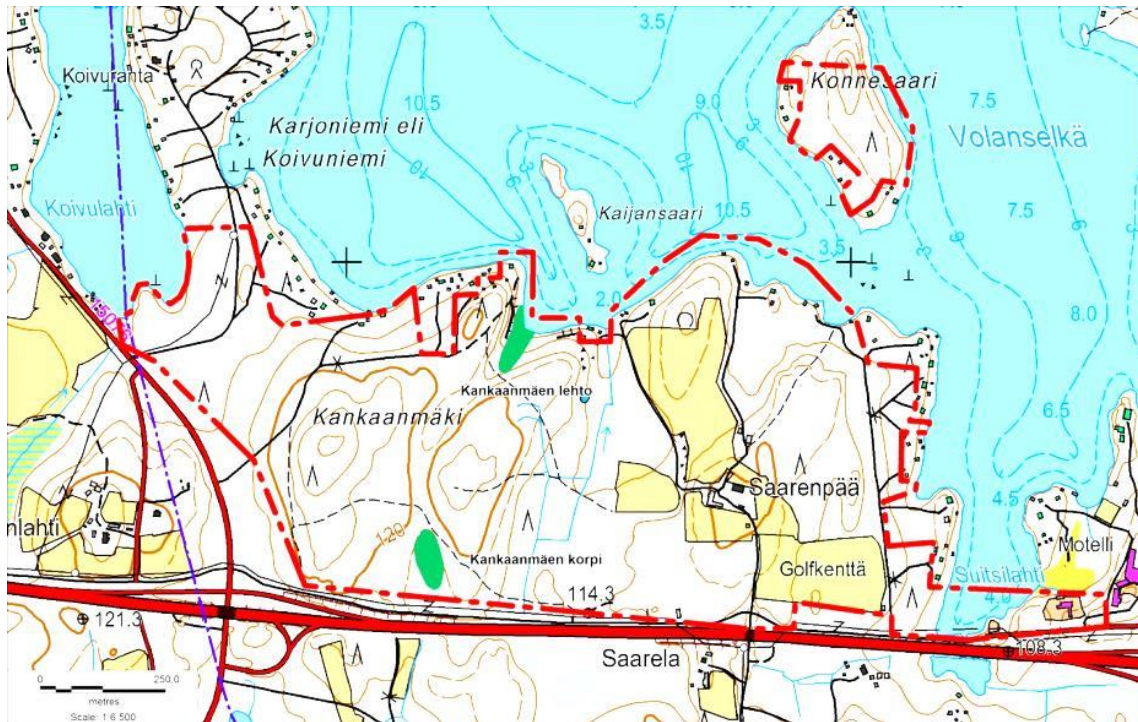 3.5
Koivuranta
10.5
9.0
Konnesaari
7.5
Karjoniemi eli
Koivuniemi
Volanselkä
Koivulahti
Kaijansaari
10.5
7.5
3.5
2.0
8.0
Kankaanmäen lehto
Kankaanmäki
6.5
Saarenpää
4.5
120
nlahti
Kankaanmäen korpi
Golfkenttä
Motelli
Suitsilahti
114.3
4.0
121.3
108.3
Saarela
0
250.0
metres
Scale: 1:6 500